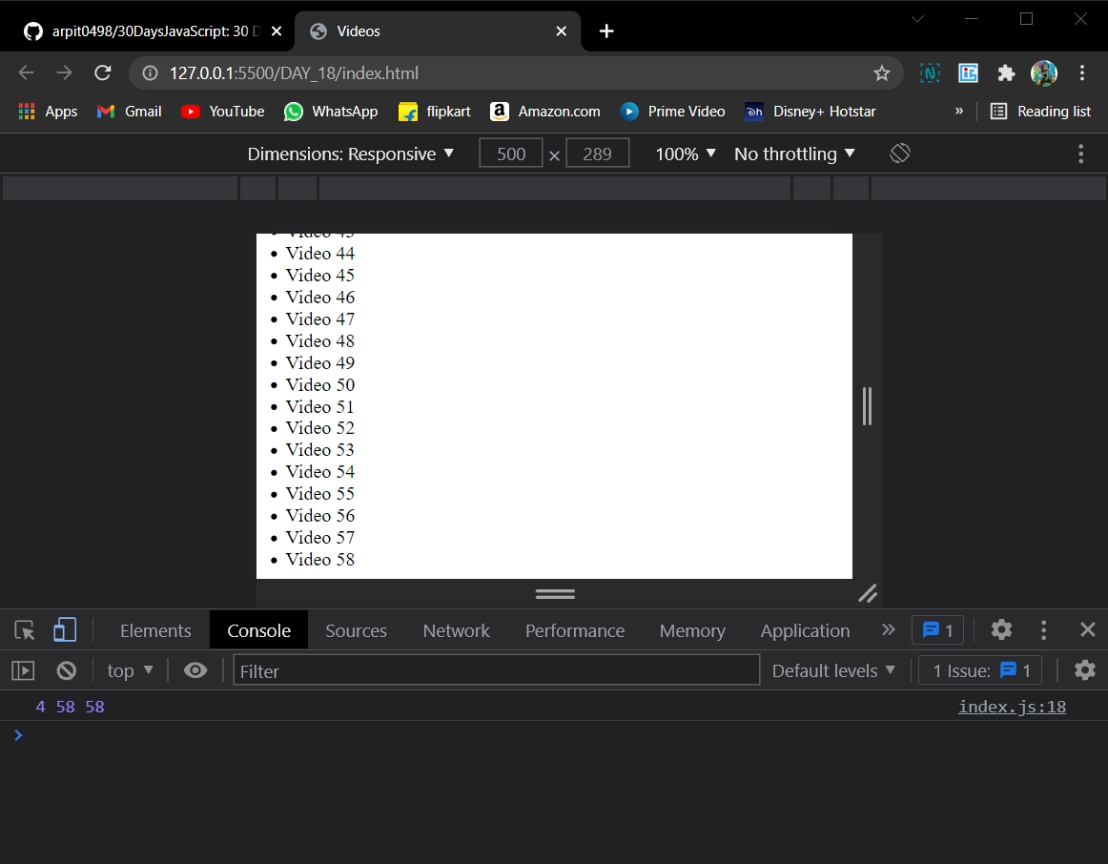 arpit0498/30DaysJavaScript: 30 D
Videos
127.0.0.1:5500/DAY_18/index.html
Apps Gmail YouTube WhatsApp flipkart Amazon.com Prime Video Disney+ Hotstar » Reading list
Dimensions: Responsive 500 × 289 100% No throttling
Video 43
Video 44
Video 45
Video 46
Video 47
Video 48
Video 49
Video 50
Video 51
Video 52
Video 53
Video 54
Video 55
Video 56
Video 57
Video 58
Elements Console Sources Network Performance Memory Application » 1
top Filter Default levels 1 Issue: 1
4 58 58 index.js:18